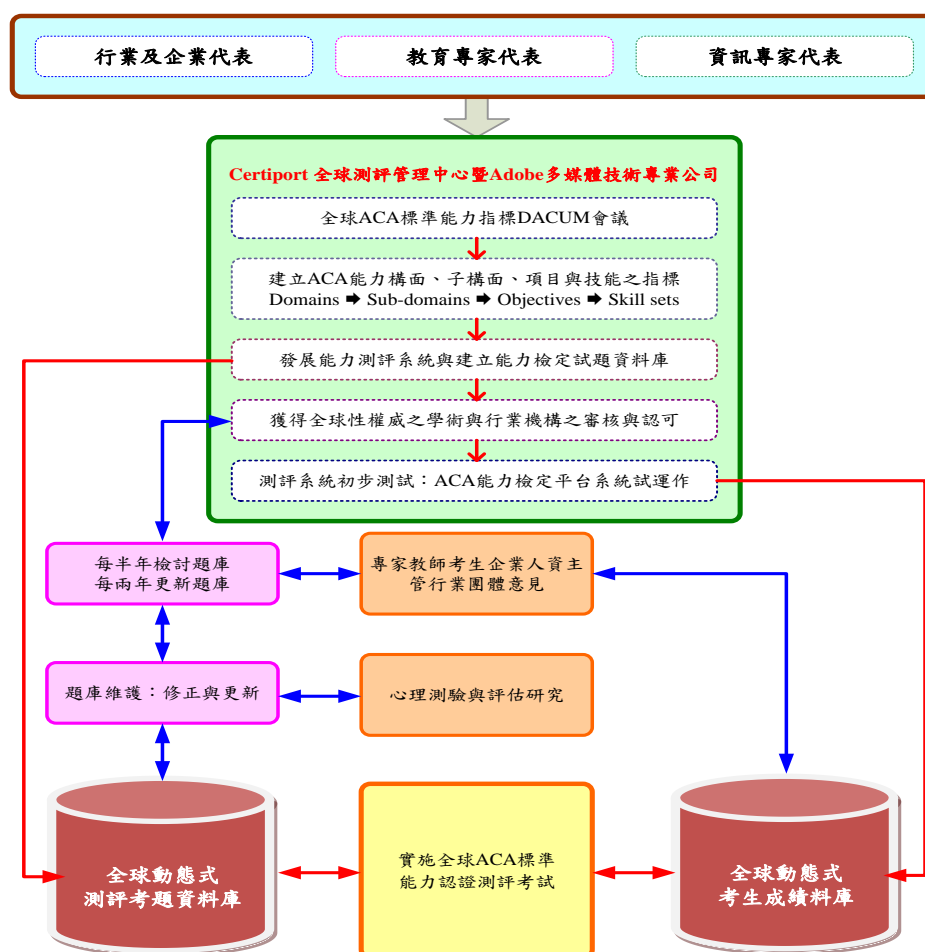 行業及企業代表
教育專家代表
資訊專家代表
Certiport 全球測評管理中心暨Adobe多媒體技術專業公司
全球ACA標準能力指標DACUM會議
建立ACA能力構面、子構面、項目與技能之指標
Domains ➡ Sub-domains ➡ Objectives ➡ Skill sets
發展能力測評系統與建立能力檢定試題資料庫
獲得全球性權威之學術與行業機構之審核與認可
測評系統初步測試：ACA能力檢定平台系統試運作
每半年檢討題庫
每兩年更新題庫
專家教師考生企業人資主
管行業團體意見
題庫維護：修正與更新
心理測驗與評估研究
全球動態式
測評考題資料庫
實施全球ACA標準
能力認證測評考試
全球動態式
考生成績料庫